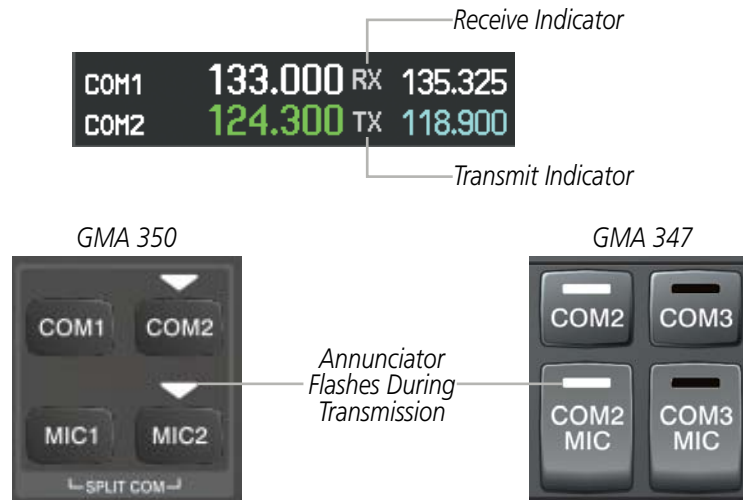 Receive Indicator
COM1 133.000 RX 135.325
COM2 124.300 TX 118.900
Transmit Indicator
GMA 350
GMA 347
COM1 COM2
COM2 COM3
Annunciator
Flashes During
Transmission
MIC1 MIC2
COM2
MIC
COM3
MIC
SPLIT COM